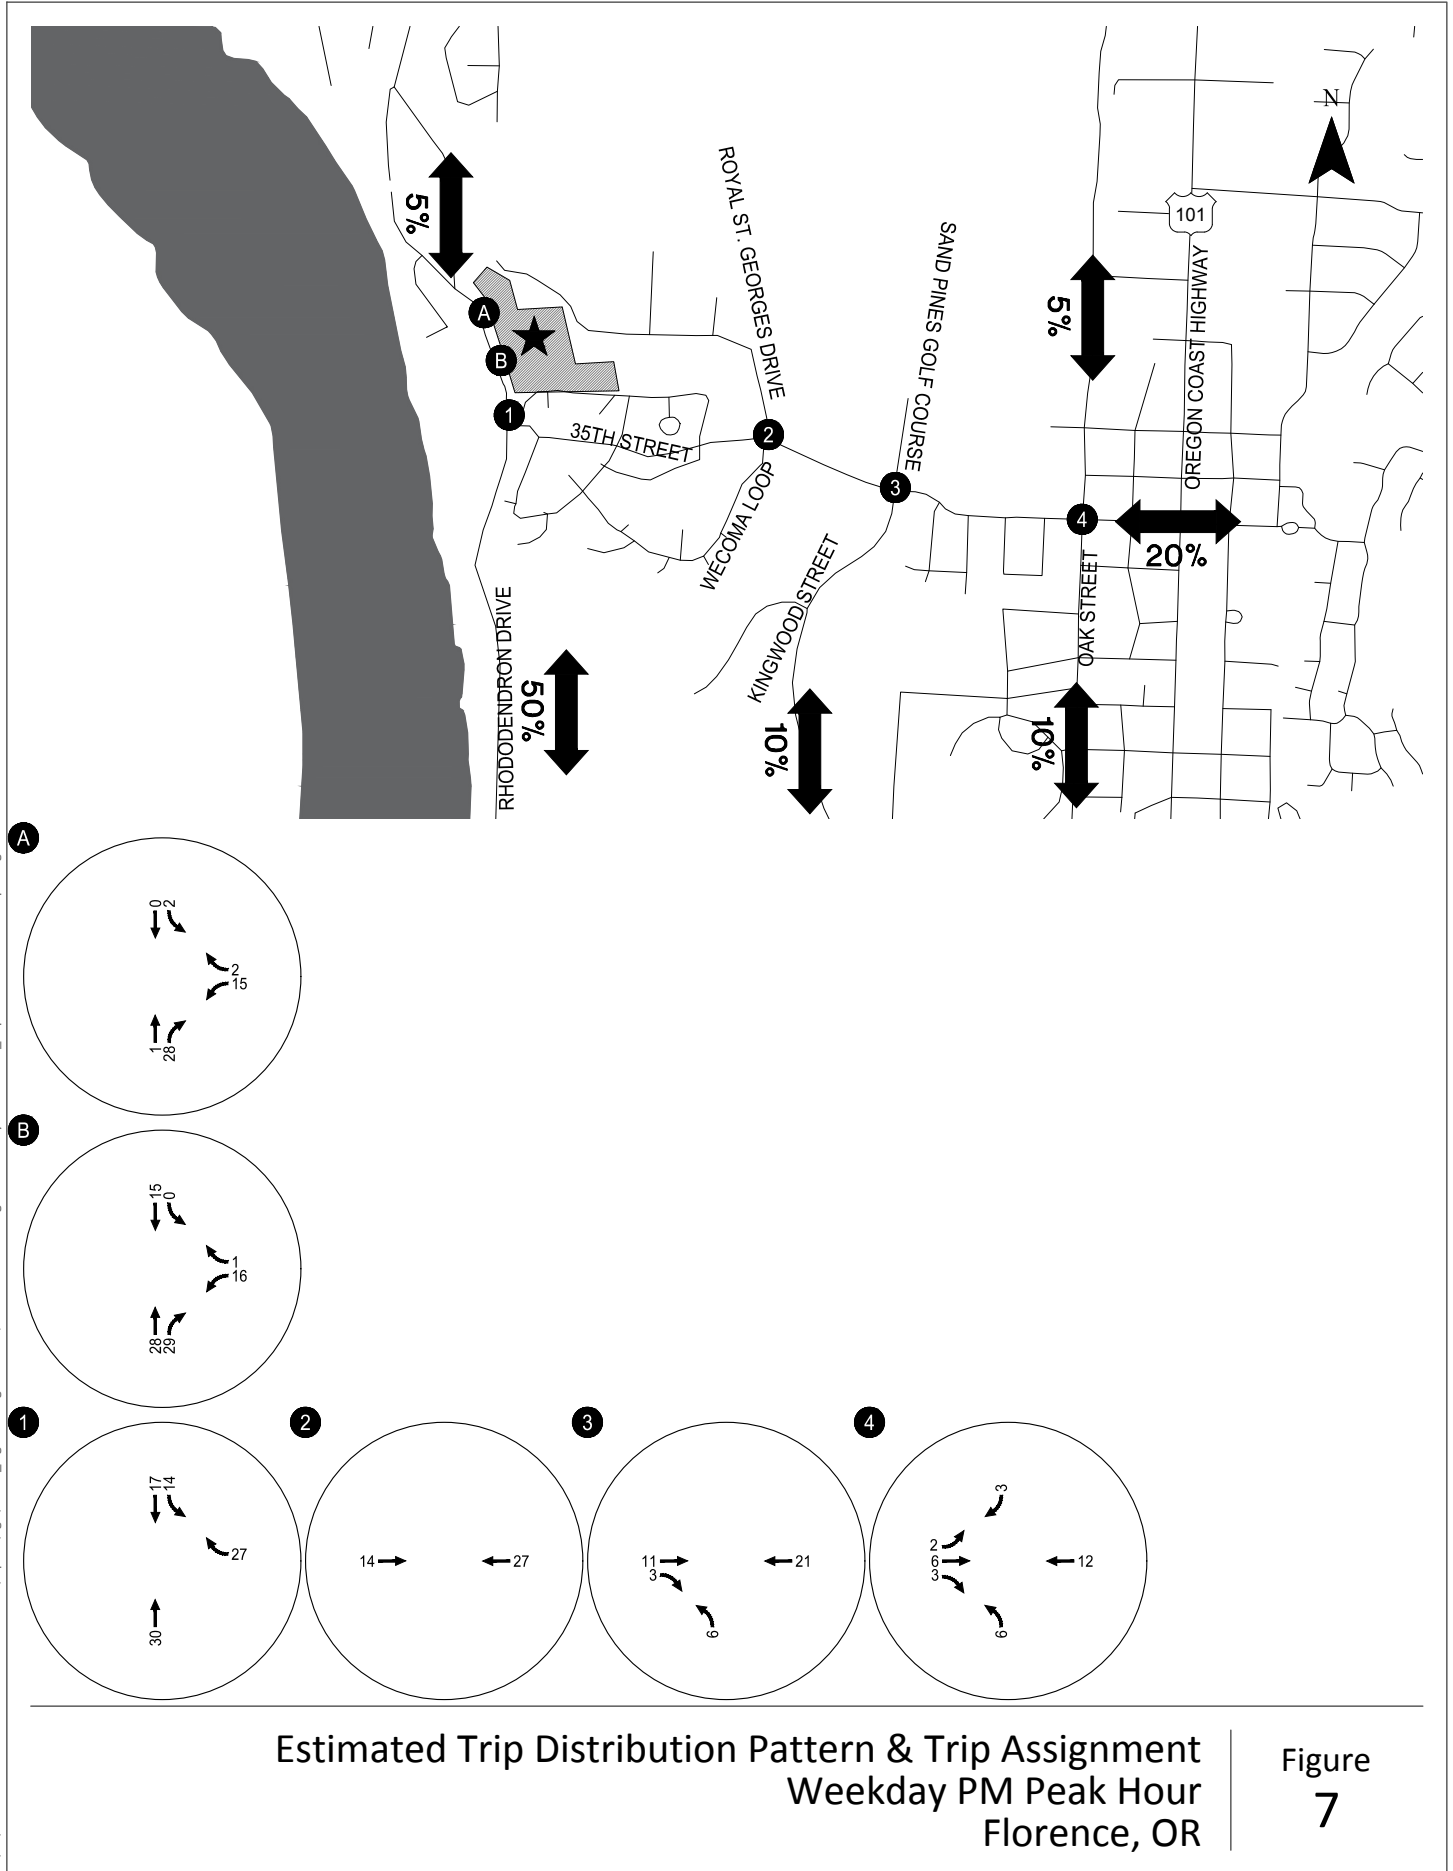 N
5%
ROYAL ST. GEORGES DRIVE
SAND PINES GOLF COURSE
101
OREGON COAST HIGHWAY
5%
A
B
1
35TH STREET
2
3
4
20%
WECOMA LOOP
KINGWOOD STREET
OAK STREET
RHODODENDRON DRIVE
50%
10%
10%
A
0
2
2
15
1
28
B
15
0
1
16
28
29
1
17
14
27
30
2
14
27
3
11
3
21
6
4
3
2
6
3
12
6
Estimated Trip Distribution Pattern & Trip Assignment
Weekday PM Peak Hour
Florence, OR
Figure
7